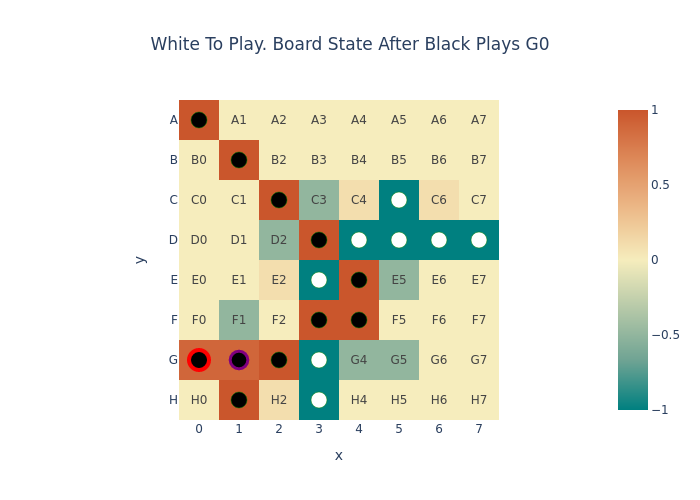 White To Play. Board State After Black Plays G0
A A1 A2 A3 A4 A5 A6 A7
B B0 B2 B3 B4 B5 B6 B7
C C0 C1 C3 C4 C6 C7
D D0 D1 D2
E E0 E1 E2 E5 E6 E7
F F0 F1 F2 F5 F6 F7
G G4 G5 G6 G7
H H0 H2 H4 H5 H6 H7
0 1 2 3 4 5 6 7
x
y
1
0.5
0
−0.5
−1